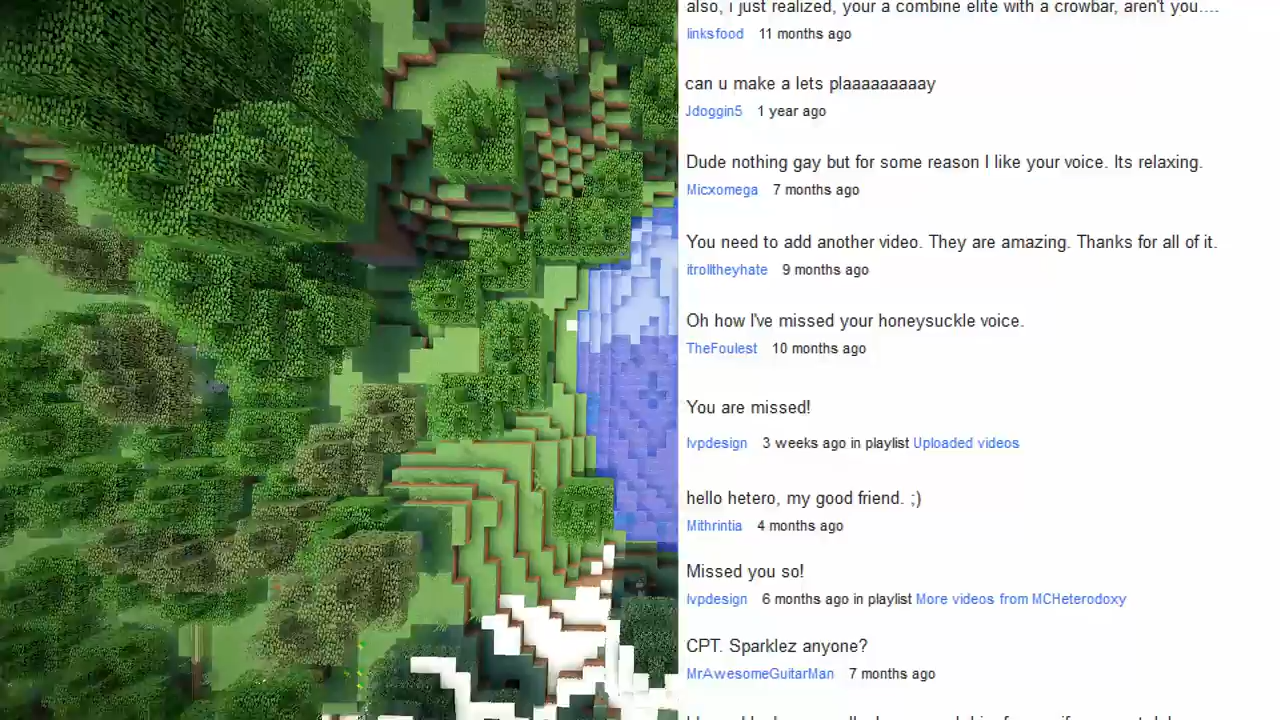 also, i just realized, your a combine elite with a crowbar, aren't you....
linksfood 11 months ago
can u make a lets plaaaaaaaaay
Jdoggin5 1 year ago
Dude nothing gay but for some reason I like your voice. Its relaxing.
Micxomega 7 months ago
You need to add another video. They are amazing. Thanks for all of it.
itrolltheyhate 9 months ago
Oh how I've missed your honeysuckle voice.
TheFoulest 10 months ago
You are missed!
lvpdesign 3 weeks ago in playlist Uploaded videos
hello hetero, my good friend. ;)
Mithrintia 4 months ago
Missed you so!
lvpdesign 6 months ago in playlist More videos from MCHeterodoxy
CPT. Sparklez anyone?
MrAwesomeGuitarMan 7 months ago